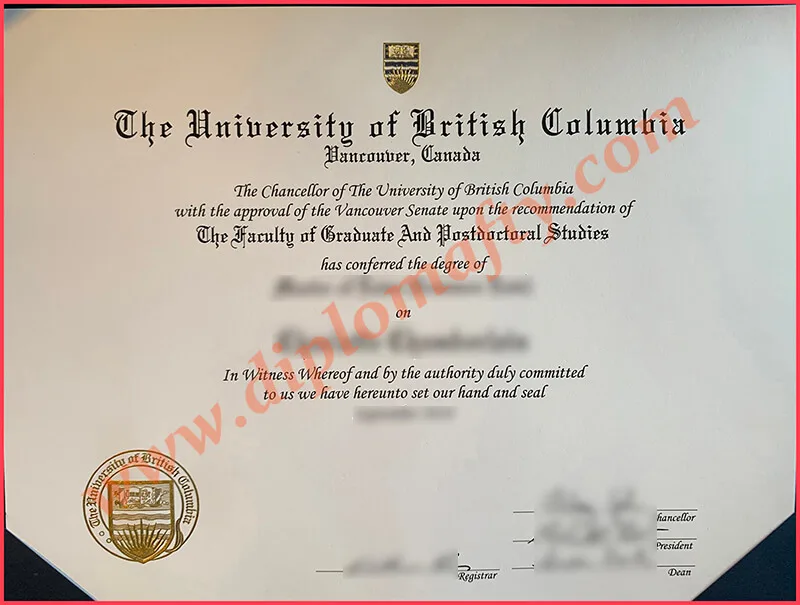 The University of British Columbia
Vancouver, Canada
The Chancellor of The University of British Columbia
with the approval of the Vancouver Senate upon the recommendation of
The Faculty of Graduate And Postdoctoral Studies
has conferred the degree of
on
In Witness Whereof and by the authority duly committed
to us we have hereunto set our hand and seal
www.diplomafty.com
The University of British Columbia
hancellor
President
Registrar
Dean